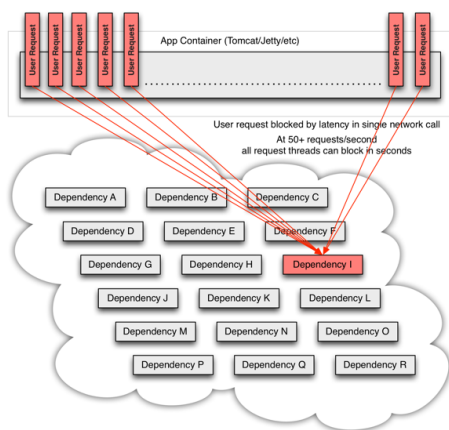 User Request
User Request
User Request
User Request
User Request
User Request
User Request
App Container (Tomcat/Jetty/etc)
User request blocked by latency in single network call
At 50+ requests/second
all request threads can block in seconds
Dependency A
Dependency B
Dependency C
Dependency D
Dependency E
Dependency F
Dependency G
Dependency H
Dependency I
Dependency J
Dependency K
Dependency L
Dependency M
Dependency N
Dependency O
Dependency P
Dependency Q
Dependency R